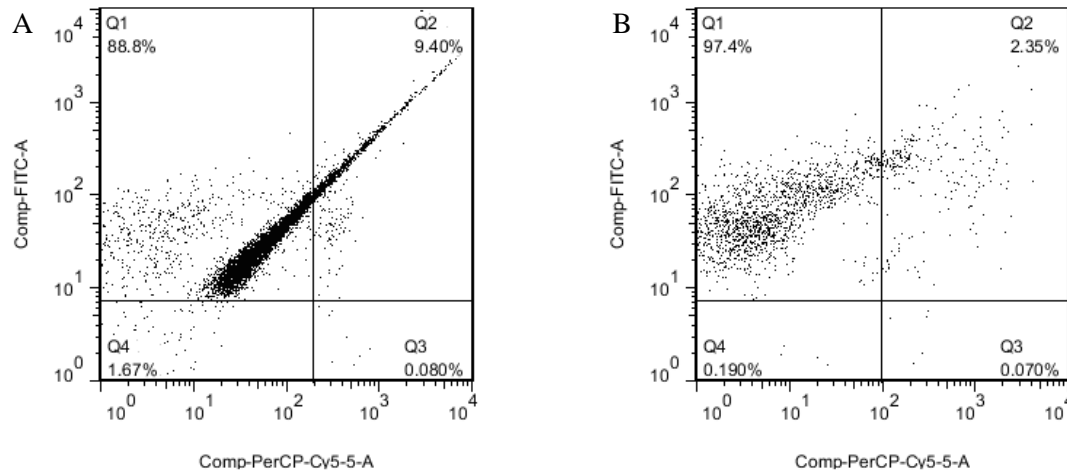 A
Q1
88.8%
Q2
9.40%
Q4
1.67%
Q3
0.080%
10^4
10^3
10^2
10^1
10^0
10^0 10^1 10^2 10^3 10^4
Comp-FITC-A
Comp-PerCP-Cy5-5-A
B
Q1
97.4%
Q2
2.35%
Q4
0.190%
Q3
0.070%
10^4
10^3
10^2
10^1
10^0
10^0 10^1 10^2 10^3 10^4
Comp-FITC-A
Comp-PerCP-Cy5-5-A